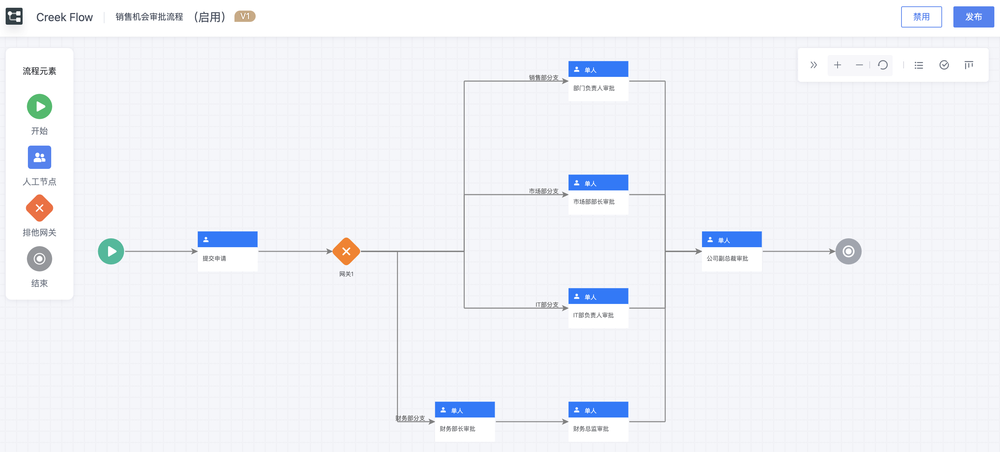 Creek Flow
销售机会审批流程 (启用) V1
禁用
发布
流程元素
开始
人工节点
排他网关
结束
提交申请
网关1
销售部分支
单人
部门负责人审批
市场部分支
单人
市场部部长审批
IT部分支
单人
IT部负责人审批
财务部分支
单人
财务部长审批
单人
财务总监审批
单人
公司副总裁审批